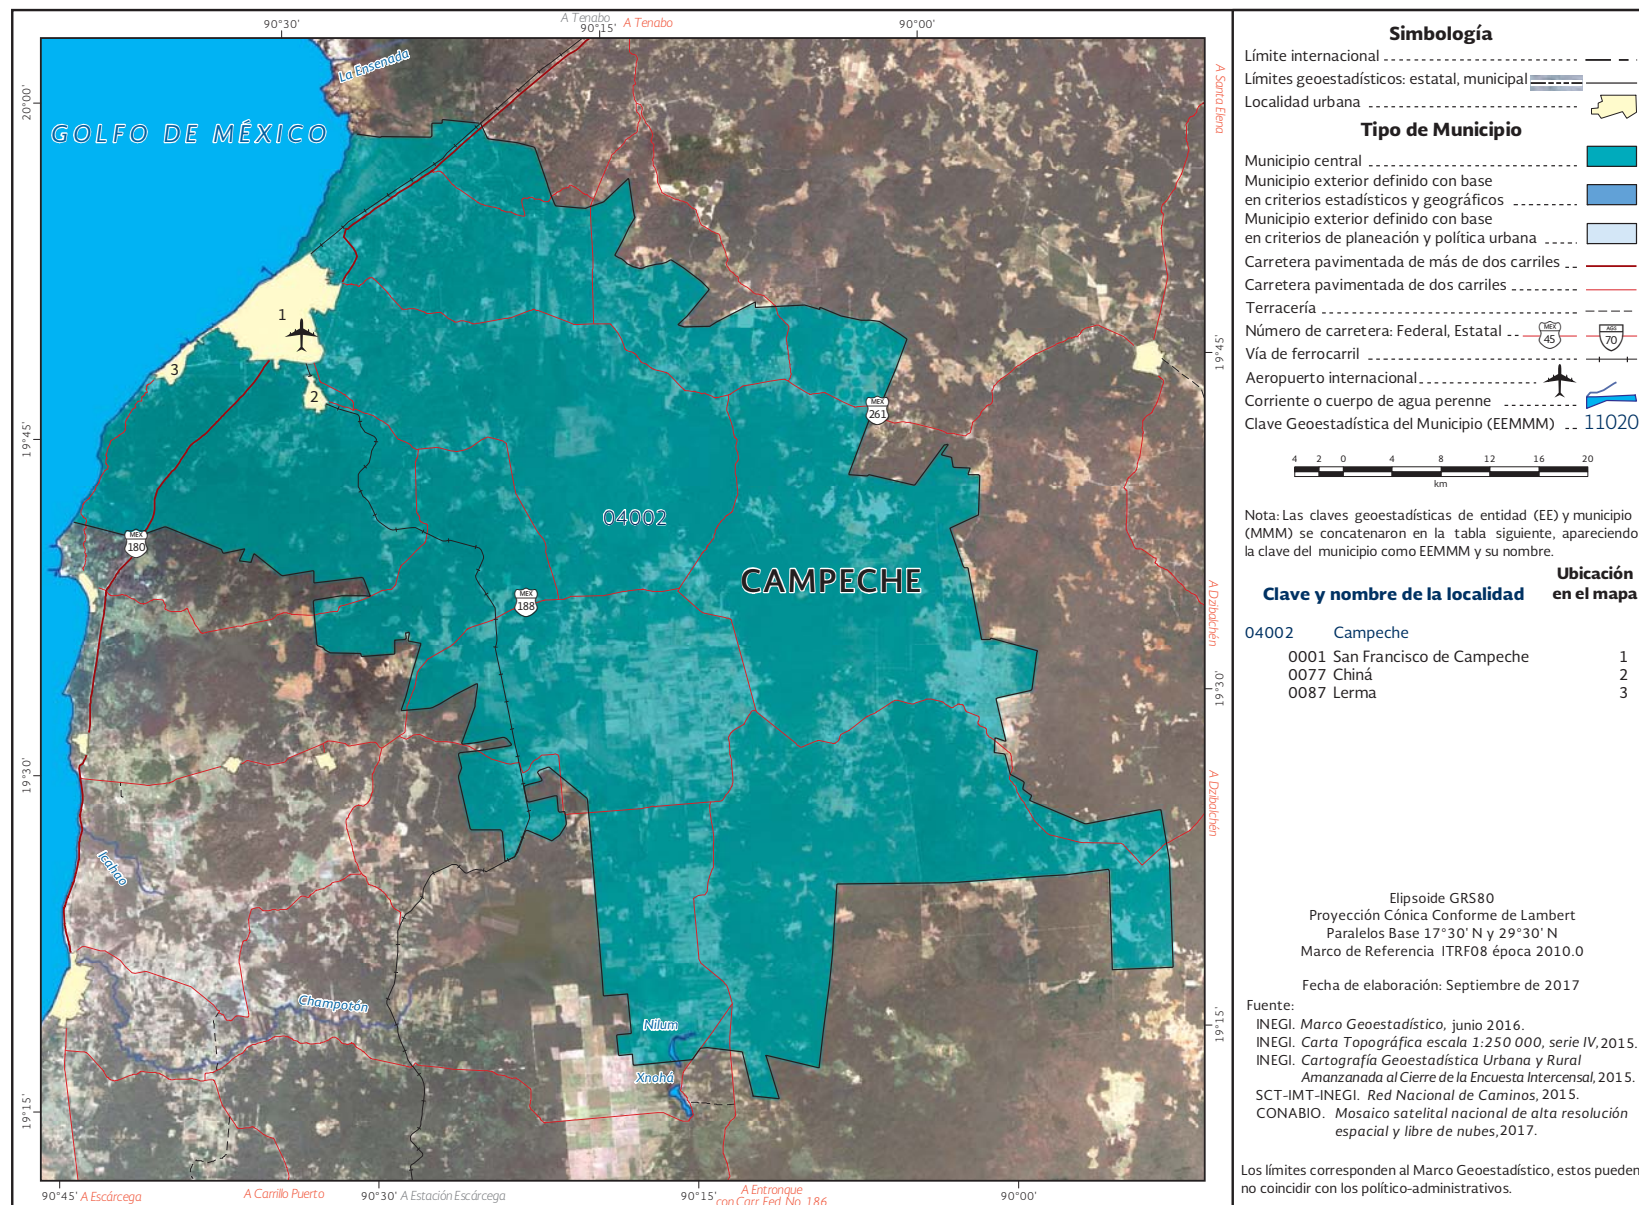 A Tenabo
A Tenabo
90°30'
90°15'
90°00'
20°00'
19°45'
19°30'
19°15'
GOLFO DE MÉXICO
La Ensenada
A Santa Elena
19°45'
1
3
2
MEX
261
04002
CAMPECHE
MEX
180
MEX
188
A Dzibalchén
19°30'
A Dzibalchén
Icahao
Champotón
Nilum
Xnohá
19°15'
90°45'
A Escárcega
A Carrillo Puerto
90°30'
A Estación Escárcega
90°15'
A Entronque
con Carr. Fed. No. 186
90°00'
Simbología
Límite internacional
Límites geoestadísticos: estatal, municipal
Localidad urbana
Tipo de Municipio
Municipio central
Municipio exterior definido con base
en criterios estadísticos y geográficos
Municipio exterior definido con base
en criterios de planeación y política urbana
Carretera pavimentada de más de dos carriles
Carretera pavimentada de dos carriles
Terracería
Número de carretera: Federal, Estatal MEX 45 AGS 70
Vía de ferrocarril
Aeropuerto internacional
Corriente o cuerpo de agua perenne
Clave Geoestadística del Municipio (EEMMM) 11020
4 2 0 4 8 12 16 20
km
Nota: Las claves geoestadísticas de entidad (EE) y municipio
(MMM) se concatenaron en la tabla siguiente, apareciendo
la clave del municipio como EEMMM y su nombre.
Clave y nombre de la localidad
Ubicación
en el mapa
04002 Campeche
0001 San Francisco de Campeche 1
0077 Chiná 2
0087 Lerma 3
Elipsoide GRS80
Proyección Cónica Conforme de Lambert
Paralelos Base 17°30' N y 29°30' N
Marco de Referencia ITRF08 época 2010.0
Fecha de elaboración: Septiembre de 2017
Fuente:
INEGI. Marco Geoestadístico, junio 2016.
INEGI. Carta Topográfica escala 1:250 000, serie IV, 2015.
INEGI. Cartografía Geoestadística Urbana y Rural
Amanzanada al Cierre de la Encuesta Intercensal, 2015.
SCT-IMT-INEGI. Red Nacional de Caminos, 2015.
CONABIO. Mosaico satelital nacional de alta resolución
espacial y libre de nubes, 2017.
Los límites corresponden al Marco Geoestadístico, estos pueden
no coincidir con los político-administrativos.